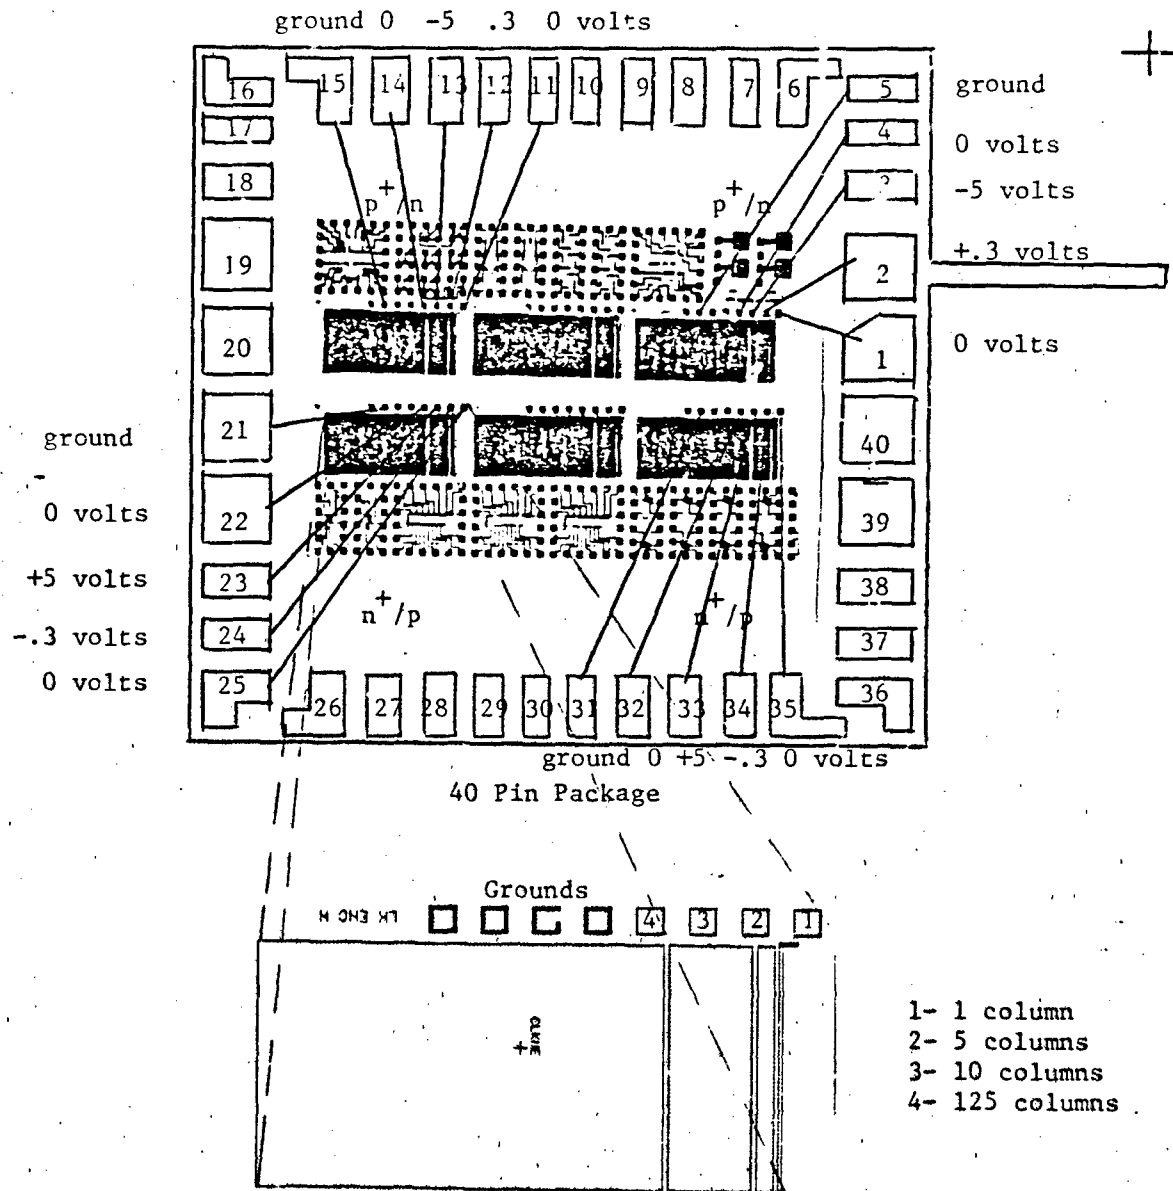 ground 0 -5 .3 0 volts
15 14 13 12 11 10 9 8 7 6
16
17
18
19
20
21
22
23
24
25
5
4
2
1
40
39
38
37
36
ground
0 volts
-5 volts
+.3 volts
0 volts
p+/n
p+/n
ground
0 volts
+5 volts
-.3 volts
0 volts
n+/p
n+/p
26 27 28 29 30 31 32 33 34 35
ground 0 +5 -.3 0 volts
40 Pin Package
Grounds
4 3 2 1
1- 1 column
2- 5 columns
3- 10 columns
4- 125 columns